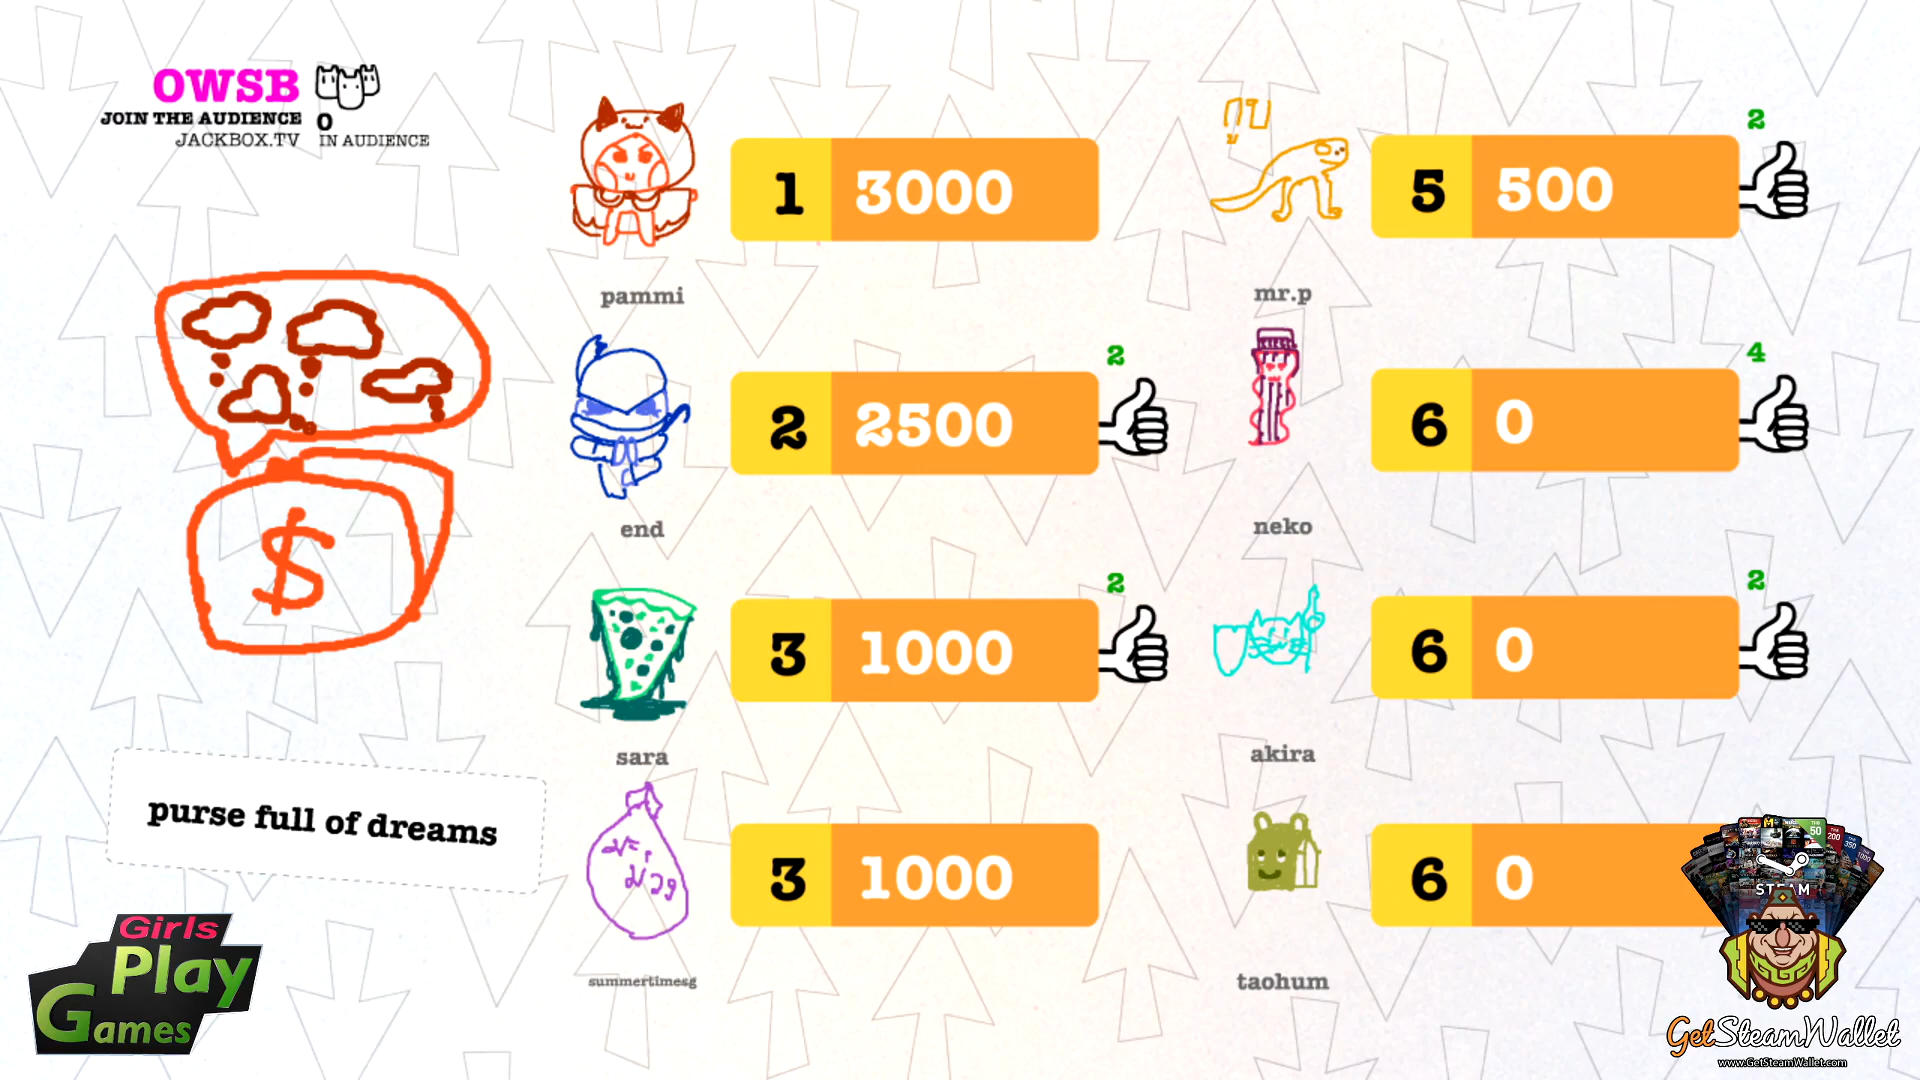 OWSB
JOIN THE AUDIENCE
JACKBOX.TV
0
IN AUDIENCE
$
purse full of dreams
1 3000
pammi
2 2500
2
end
3 1000
2
sara
3 1000
summertimesg
5 500
2
mr.p
6 0
4
neko
6 0
2
akira
6 0
taohum
Girls
Play
Games
STEAM
GetSteamWallet
www.GetSteamWallet.com